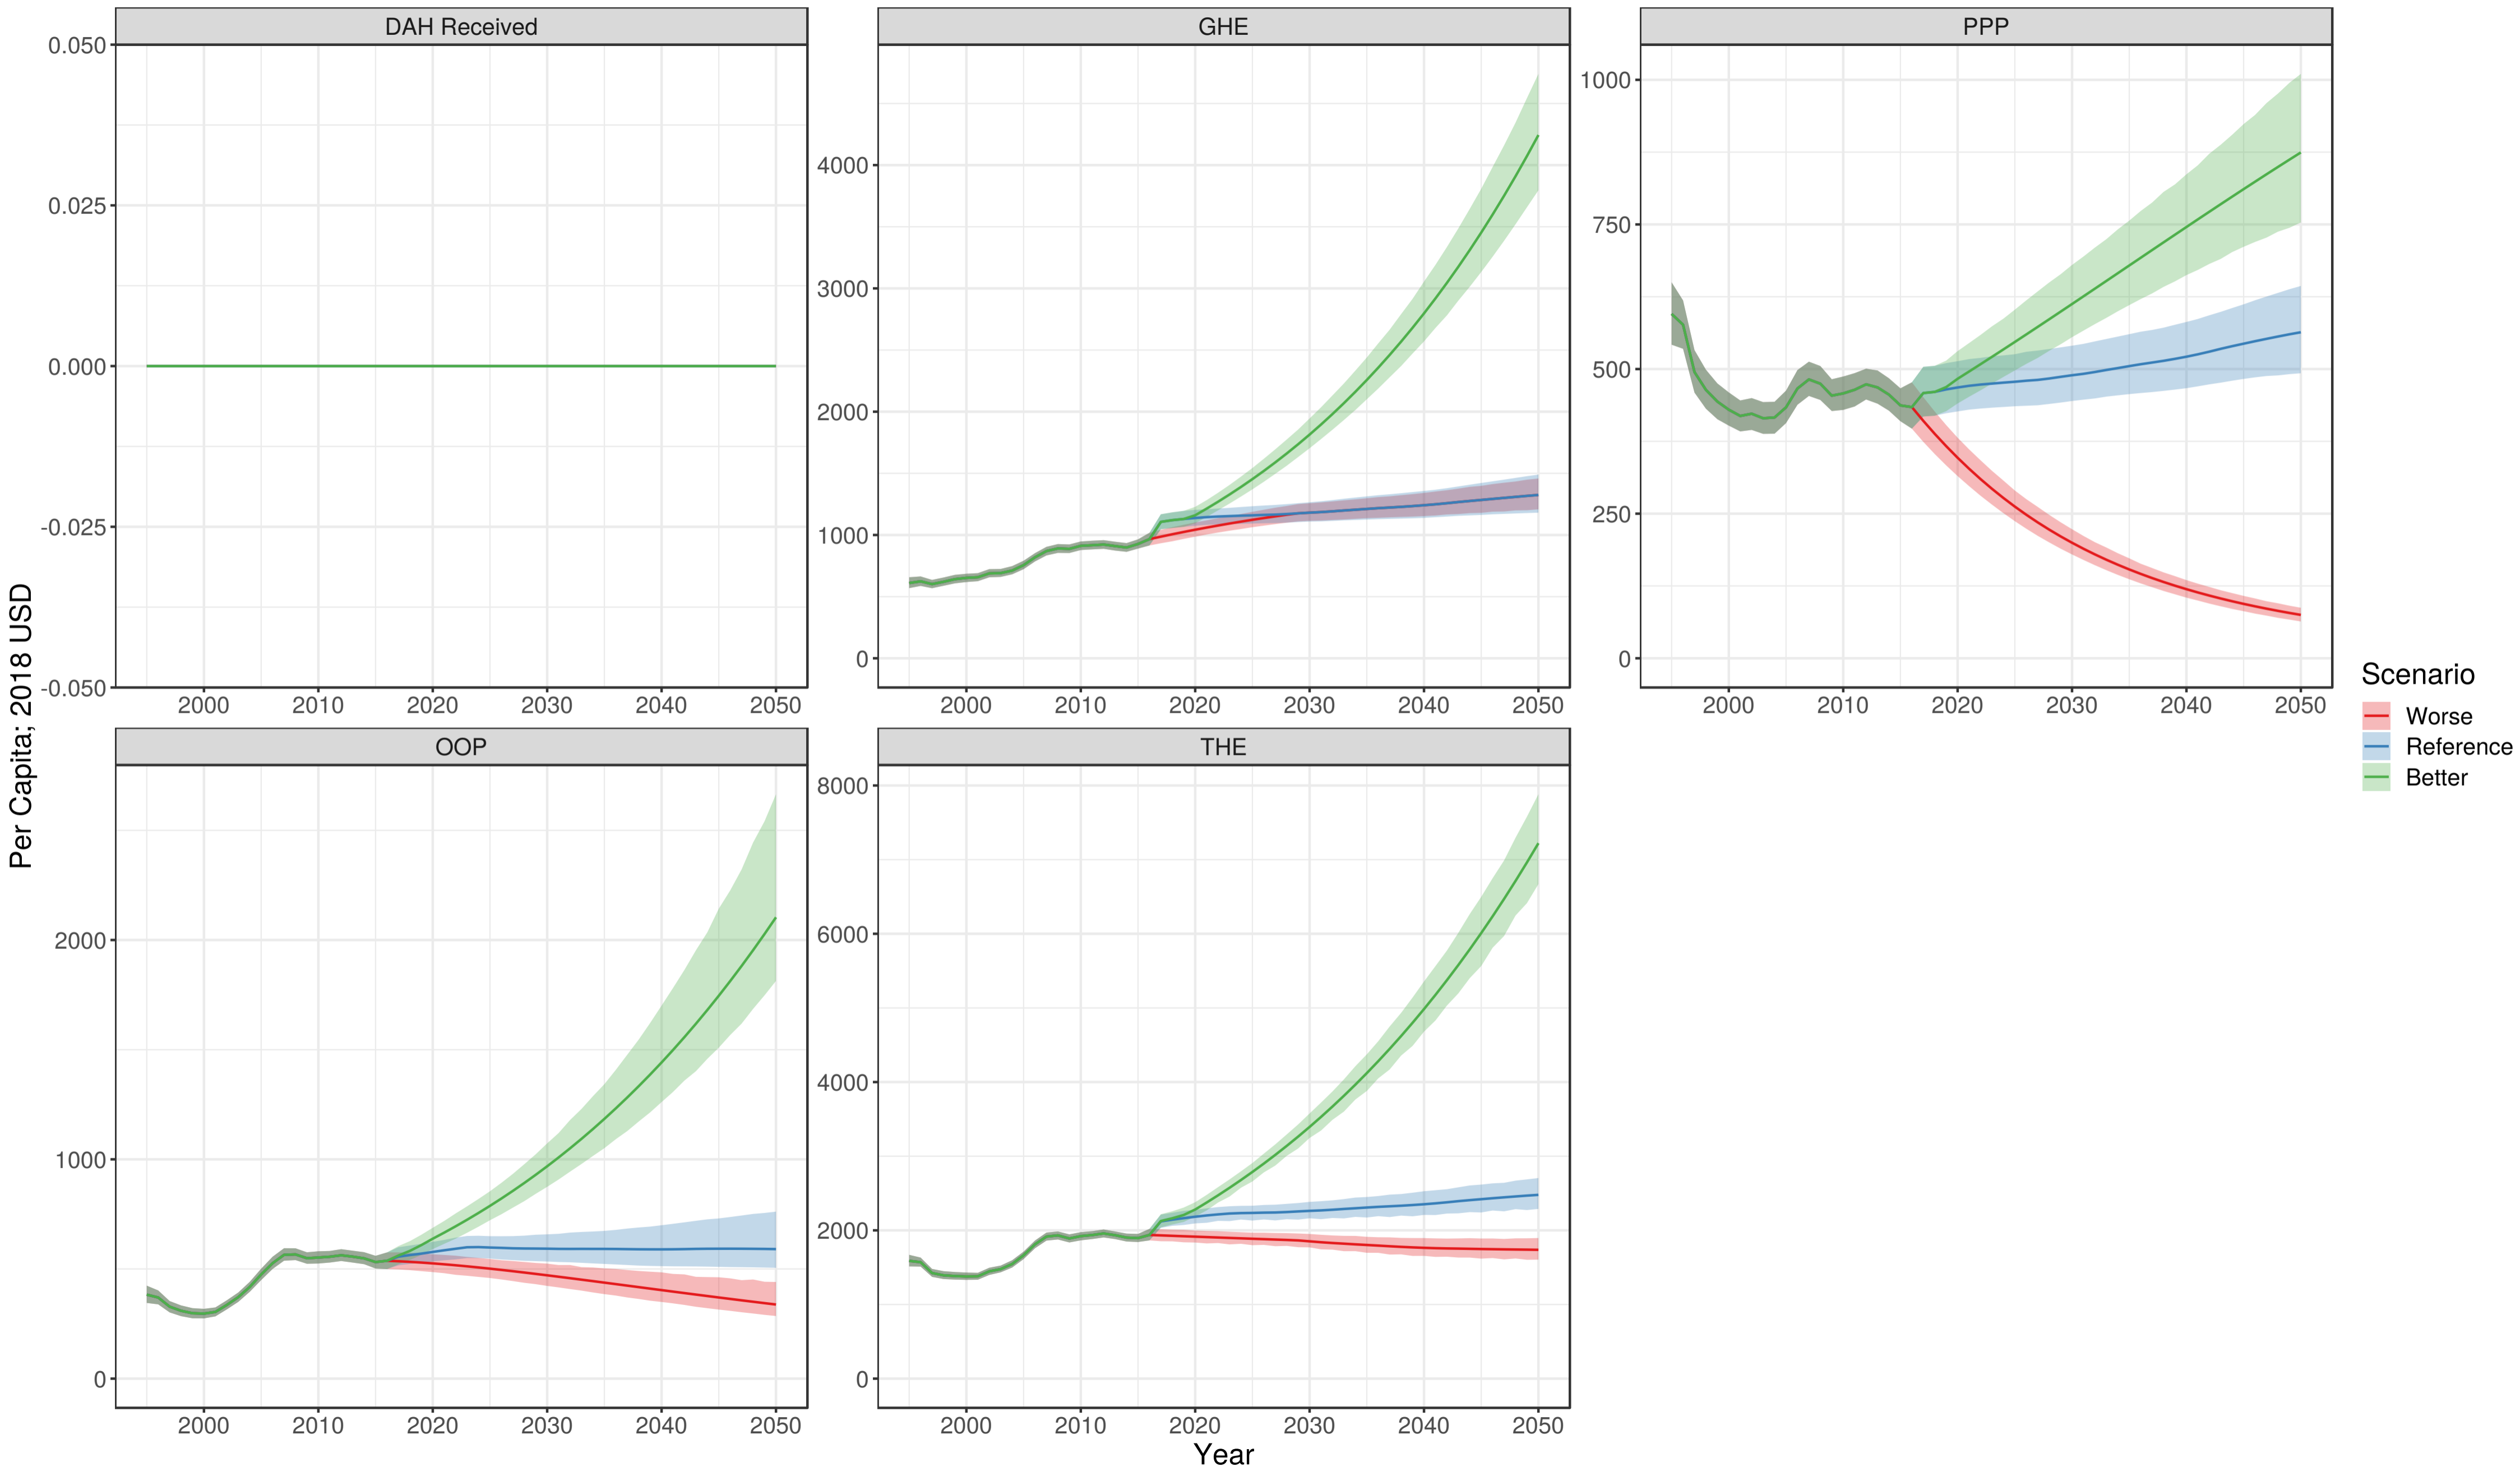 DAH Received
GHE
PPP
0.050
0.025
0.000
-0.025
-0.050
2000 2010 2020 2030 2040 2050
4000
3000
2000
1000
0
2000 2010 2020 2030 2040 2050
1000
750
500
250
0
2000 2010 2020 2030 2040 2050
Per Capita; 2018 USD
OOP
THE
2000
1000
0
2000 2010 2020 2030 2040 2050
8000
6000
4000
2000
0
2000 2010 2020 2030 2040 2050
Year
Scenario
Worse
Reference
Better